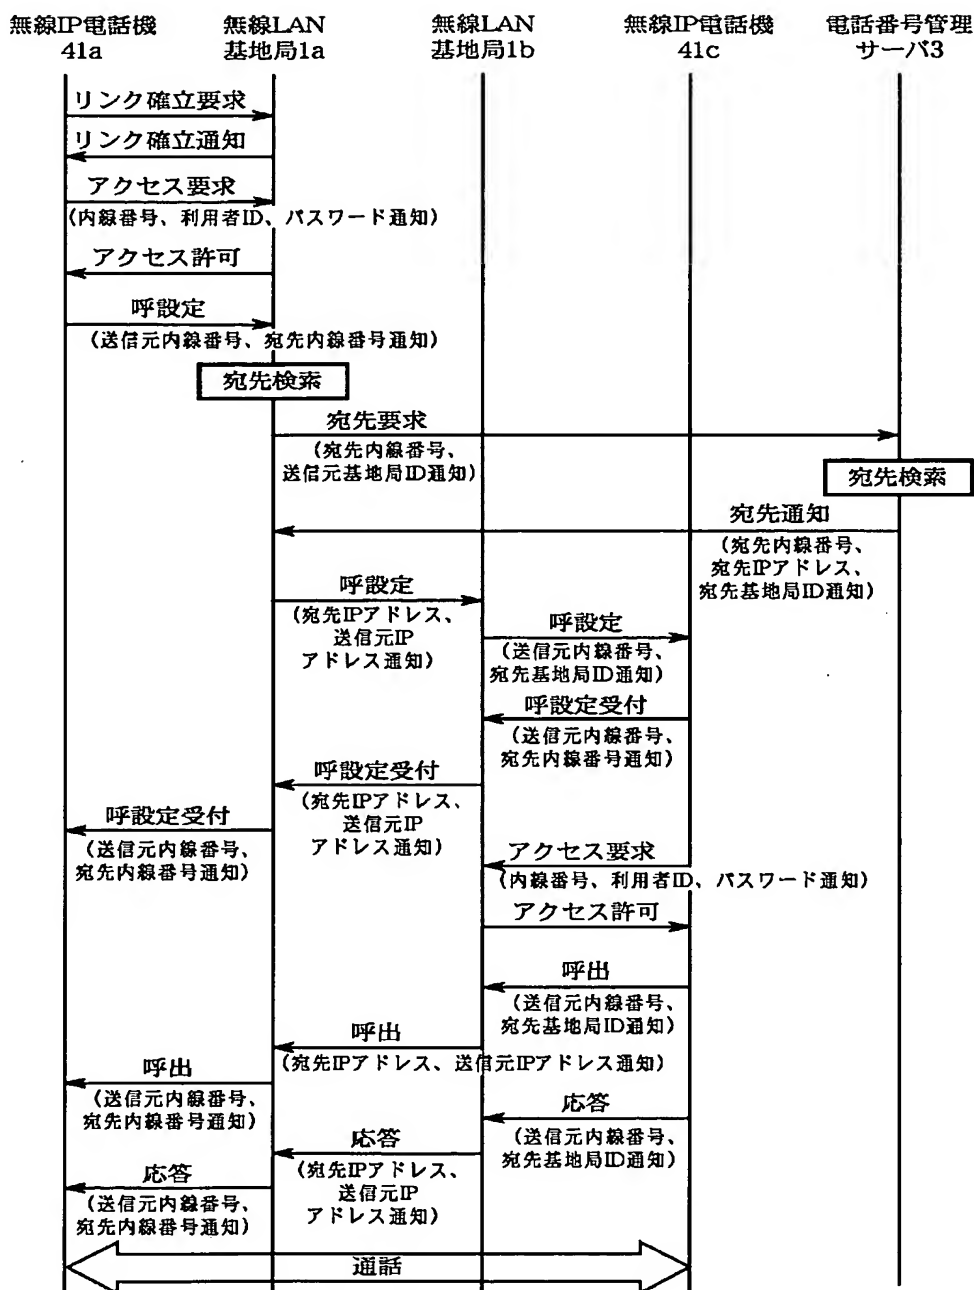 無線IP電話機
41a
無線LAN
基地局1a
無線LAN
基地局1b
無線IP電話機
41c
電話番号管理
サーバ3
リンク確立要求
リンク確立通知
アクセス要求
(内線番号、利用者ID、パスワード通知)
アクセス許可
呼設定
(送信元内線番号、宛先内線番号通知)
宛先検索
宛先要求
(宛先内線番号、
送信元基地局ID通知)
宛先検索
宛先通知
(宛先内線番号、
宛先IPアドレス、
宛先基地局ID通知)
呼設定
(宛先IPアドレス、
送信元IP
アドレス通知)
呼設定
(送信元内線番号、
宛先基地局ID通知)
呼設定受付
(送信元内線番号、
宛先内線番号通知)
呼設定受付
(宛先IPアドレス、
送信元IP
アドレス通知)
呼設定受付
(送信元内線番号、
宛先内線番号通知)
アクセス要求
(内線番号、利用者ID、パスワード通知)
アクセス許可
呼出
(送信元内線番号、
宛先基地局ID通知)
呼出
(宛先IPアドレス、送信元IPアドレス通知)
呼出
(送信元内線番号、
宛先内線番号通知)
応答
(送信元内線番号、
宛先基地局ID通知)
応答
(宛先IPアドレス、
送信元IP
アドレス通知)
応答
(送信元内線番号、
宛先内線番号通知)
通話